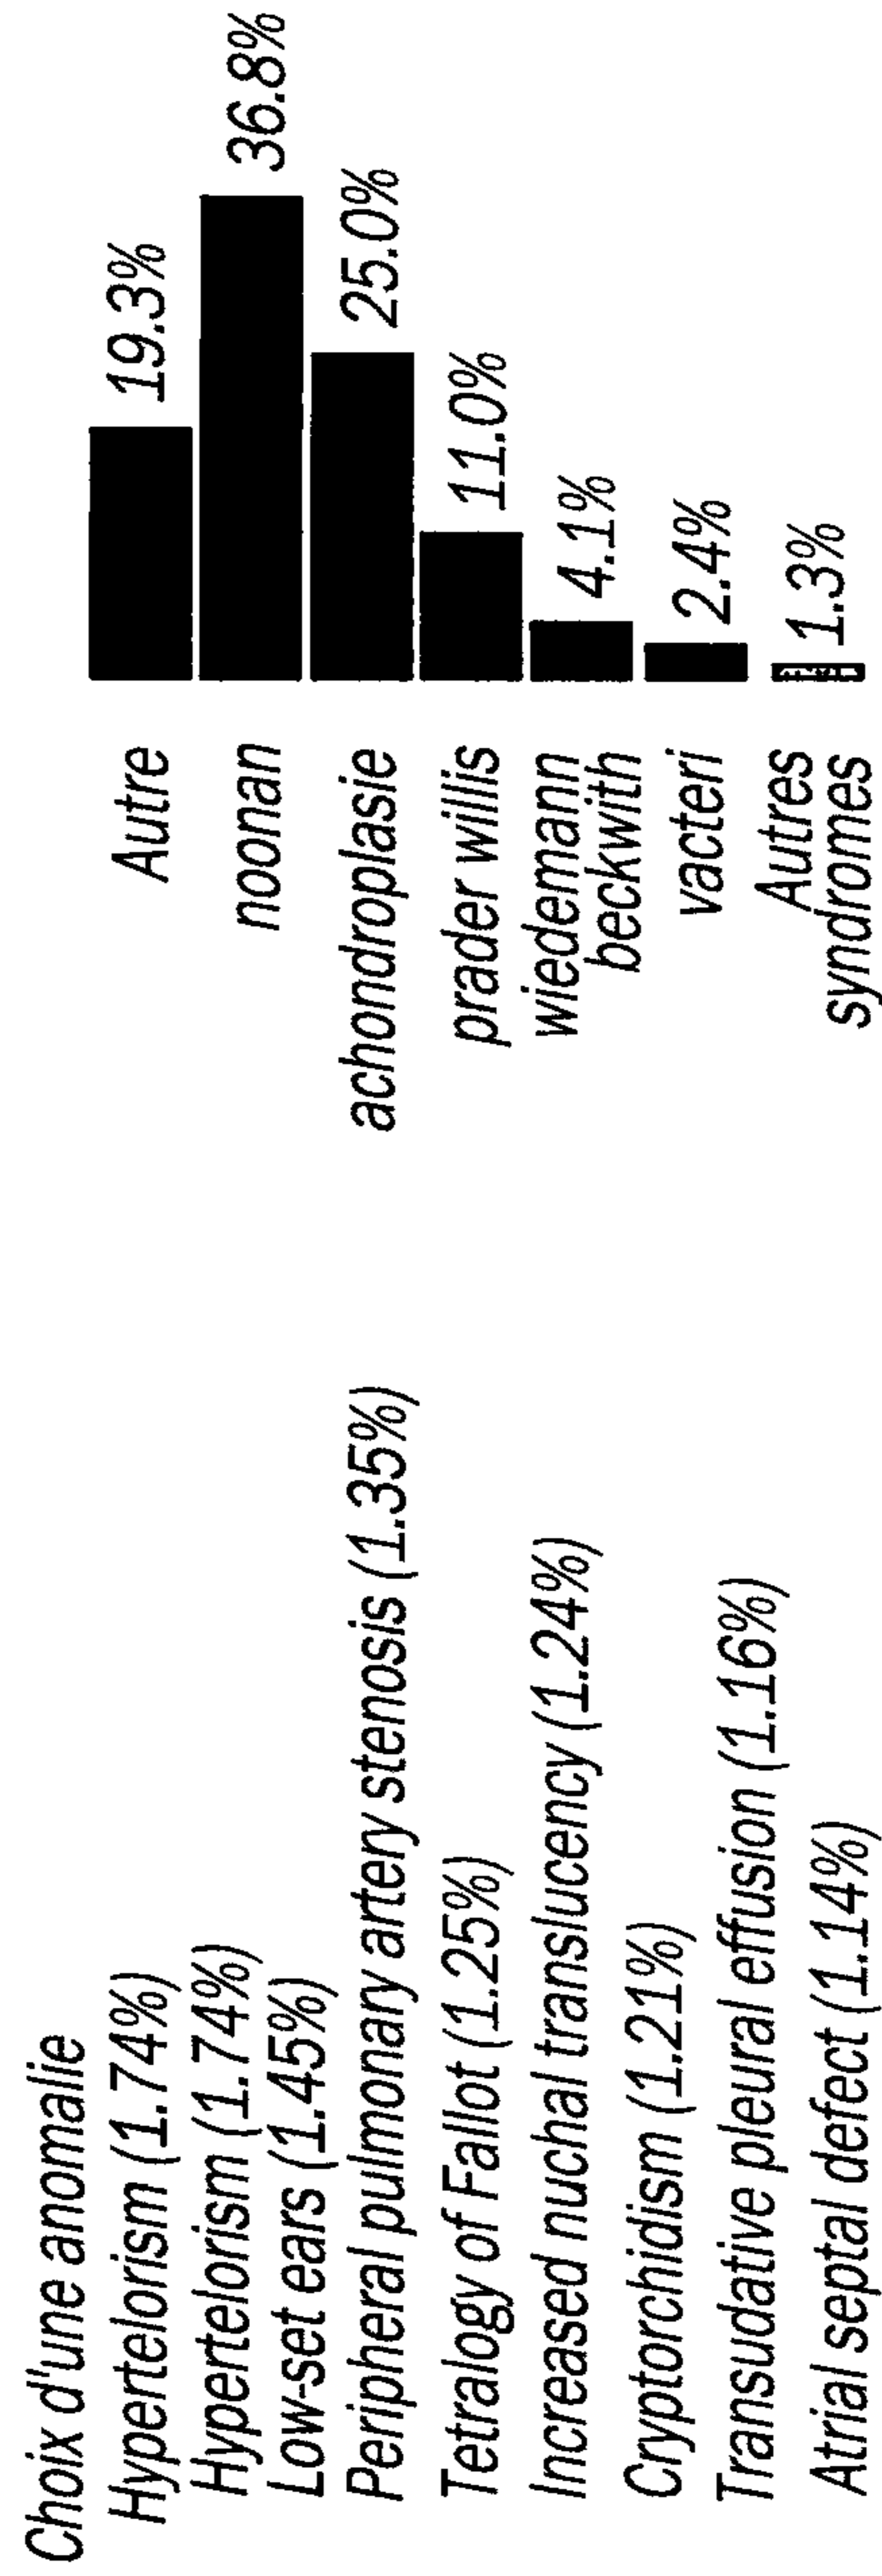 Choix d'une anomalie
Hypertelorism (1.74%)
Hypertelorism (1.74%)
Low-set ears (1.45%)
Peripheral pulmonary artery stenosis (1.35%)
Tetralogy of Fallot (1.25%)
Increased nuchal translucency (1.24%)
Cryptorchidism (1.21%)
Transudative pleural effusion (1.16%)
Atrial septal defect (1.14%)
Autre 19.3%
noonan 36.8%
achondroplasie 25.0%
prader willis 11.0%
wiedemann
beckwith 4.1%
vacteri 2.4%
Autres
syndromes 1.3%